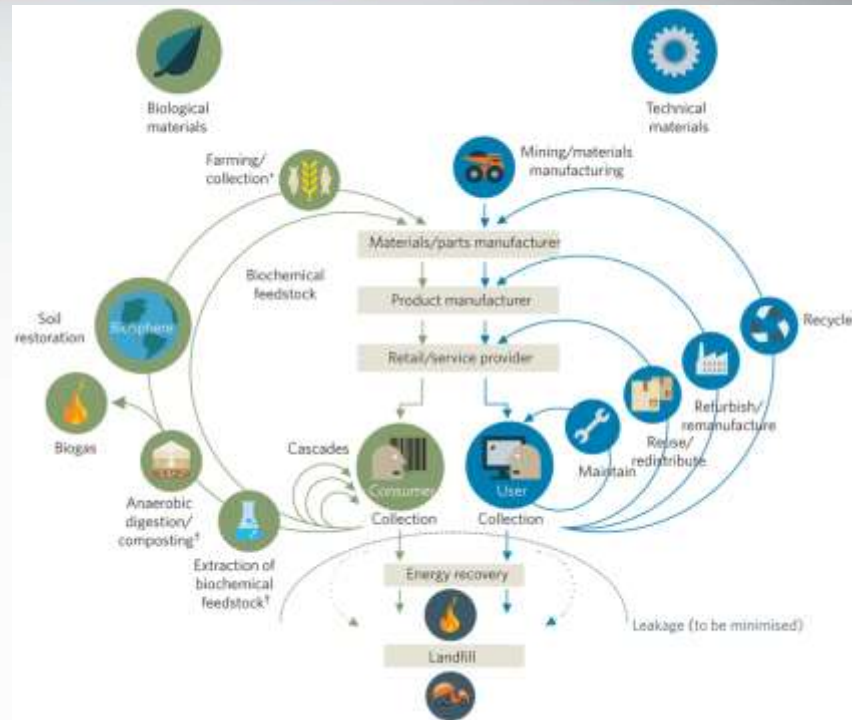 Biological
materials
Technical
materials
Farming/
collection*
Mining/materials
manufacturing
Materials/parts manufacturer
Biochemical
feedstock
Product manufacturer
Soil
restoration
Biosphere
Recycle
Retail/service provider
Refurbish/
remanufacture
Reuse/
redistribute
Biogas
Cascades
Maintain
Consumer
User
Anaerobic
digestion/
composting†
Collection
Collection
Extraction of
biochemical
feedstock†
Energy recovery
Leakage (to be minimised)
Landfill